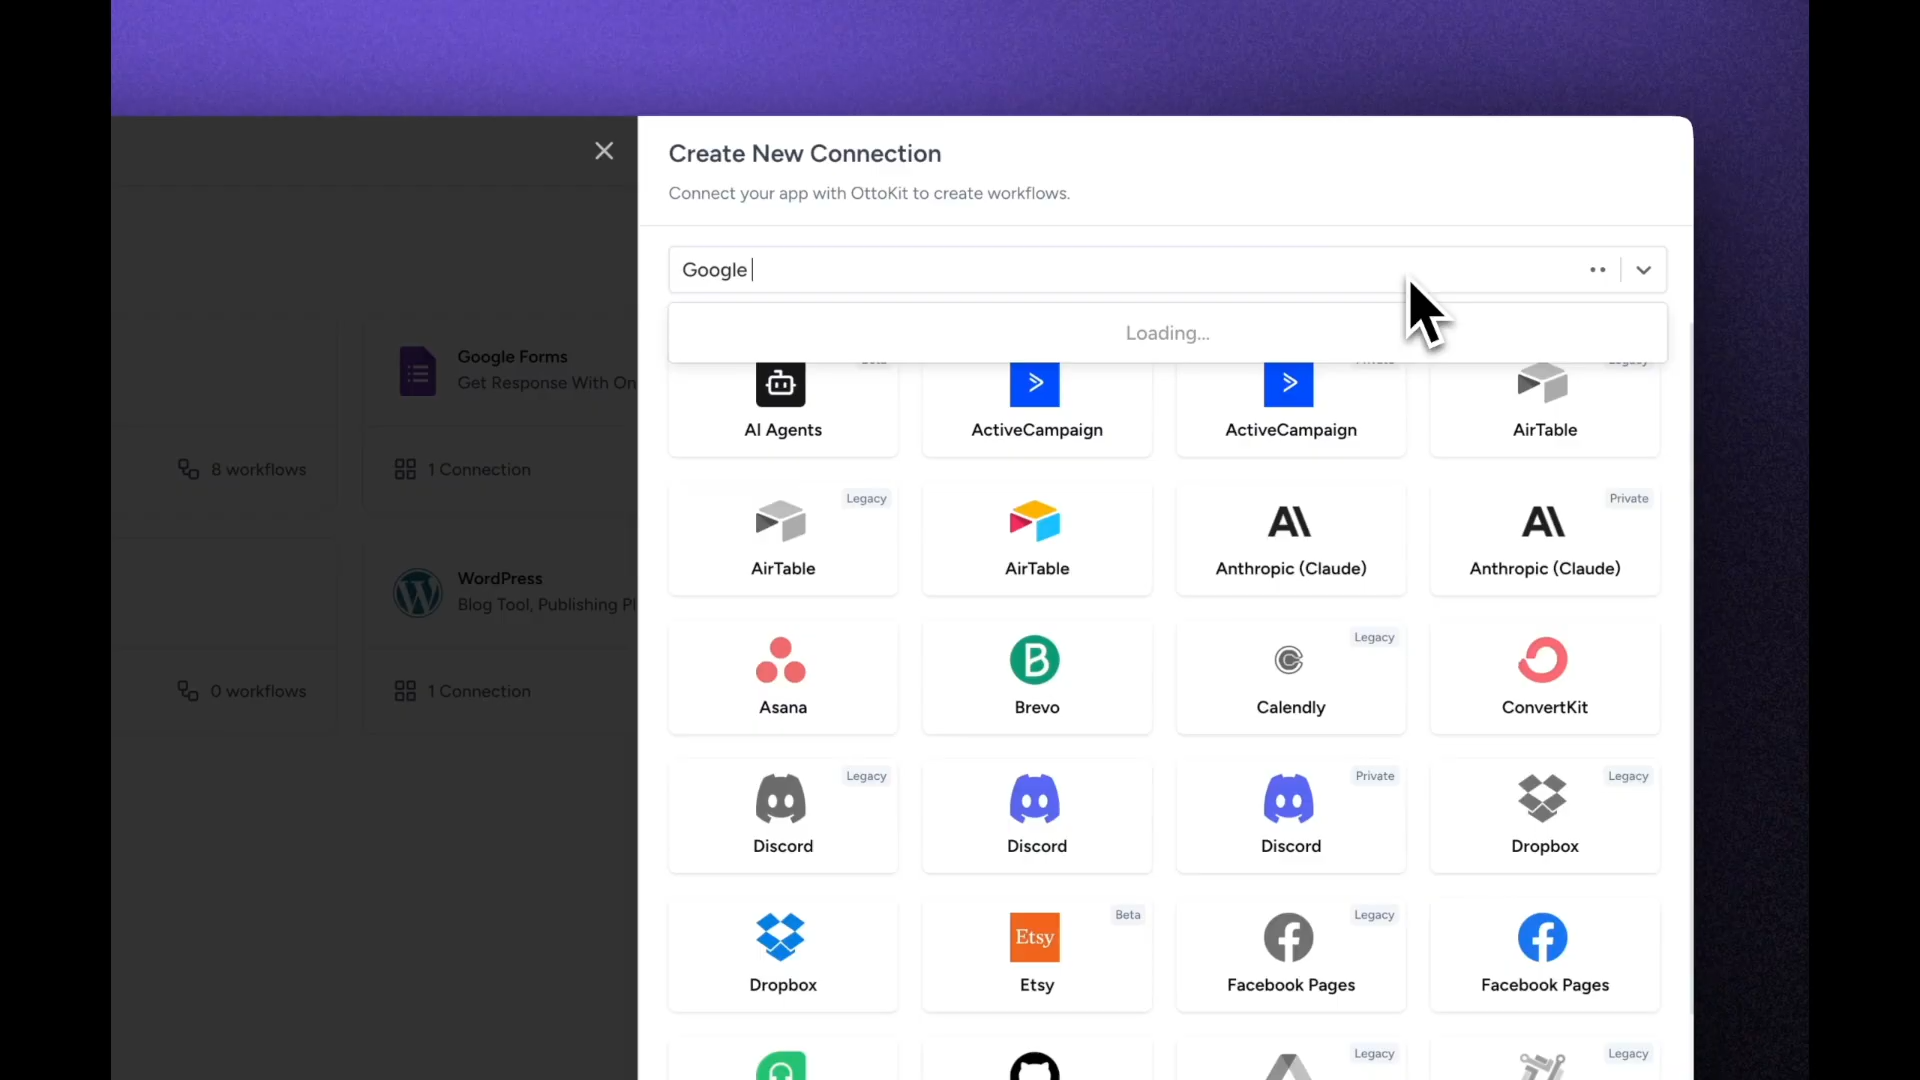 Create New Connection
Connect your app with OttoKit to create workflows.
Google
Loading...
Google Forms
Get Response With On
8 workflows
1 Connection
WordPress
Blog Tool, Publishing Pl
0 workflows
1 Connection
AI Agents
ActiveCampaign
ActiveCampaign
AirTable
Legacy
AirTable
AirTable
Anthropic (Claude)
Private
Anthropic (Claude)
Asana
Brevo
Legacy
Calendly
ConvertKit
Legacy
Discord
Discord
Private
Discord
Legacy
Dropbox
Dropbox
Beta
Etsy
Etsy
Legacy
Facebook Pages
Facebook Pages
Legacy
Legacy